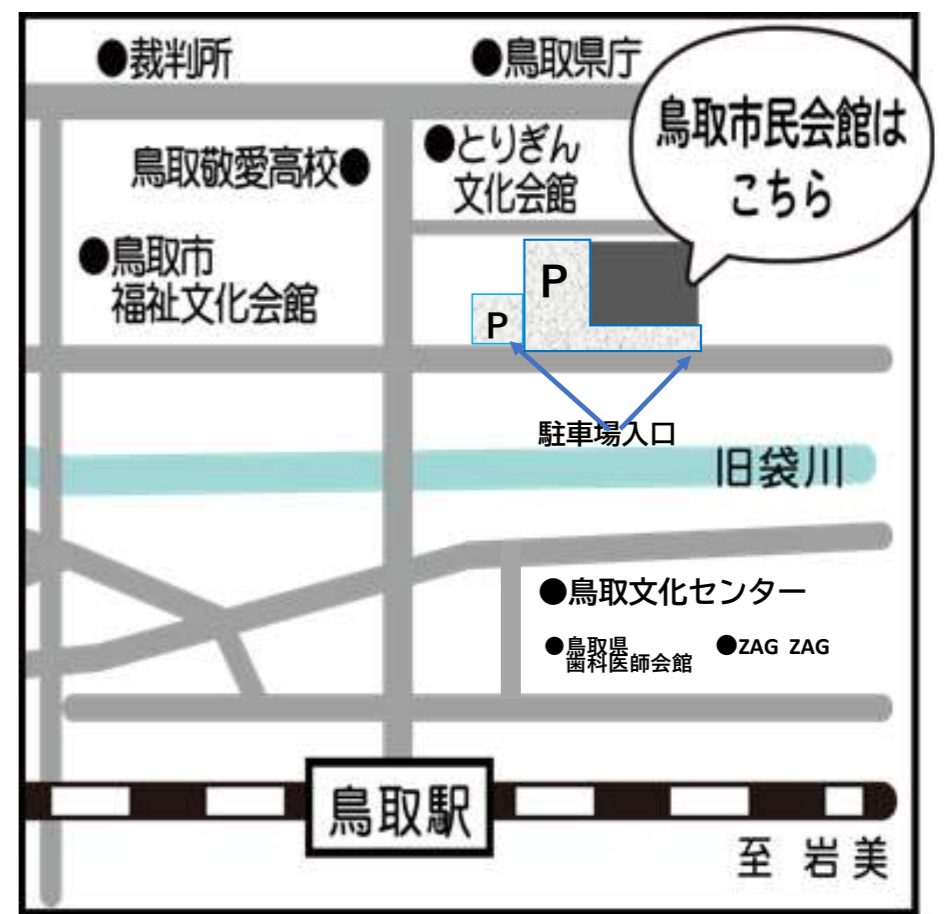 ●裁判所
●鳥取県庁
鳥取市民会館は
こちら
鳥取敬愛高校●
●とりぎん
文化会館
●鳥取市
福祉文化会館
P
P
駐車場入口
旧袋川
●鳥取文化センター
●鳥取県
歯科医師会館
●ZAG ZAG
鳥取駅
至 岩美